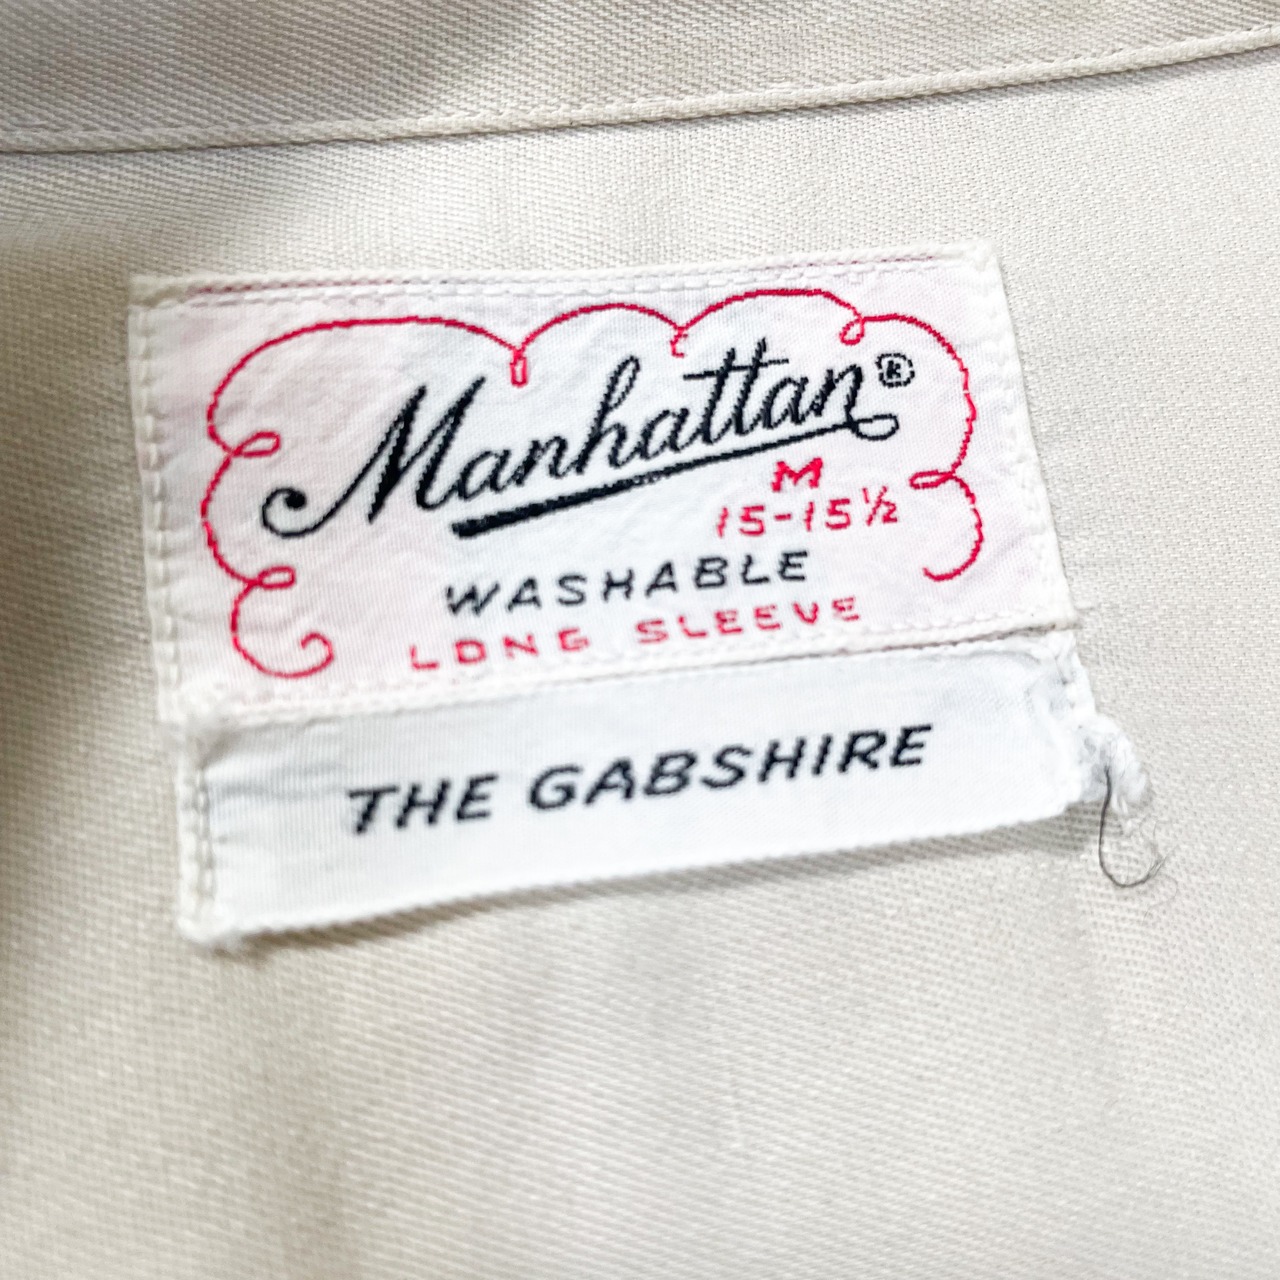 Manhattan®
M
15-15½
WASHABLE
LONG SLEEVE
THE GABSHIRE